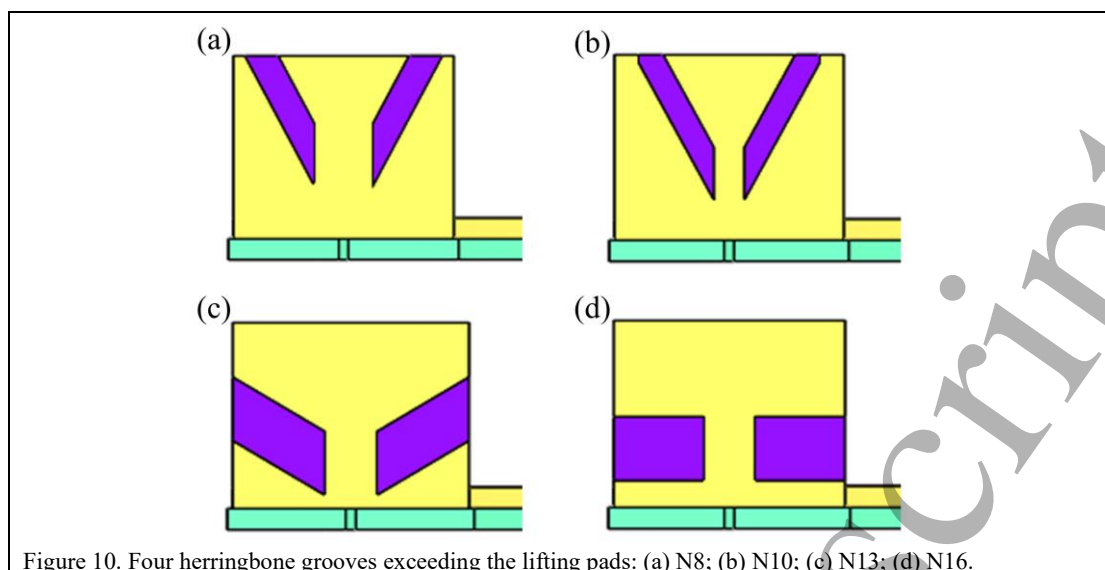 (a)
(b)
(c)
(d)
Figure 10. Four herringbone grooves exceeding the lifting pads: (a) N8; (b) N10; (c) N13; (d) N16.